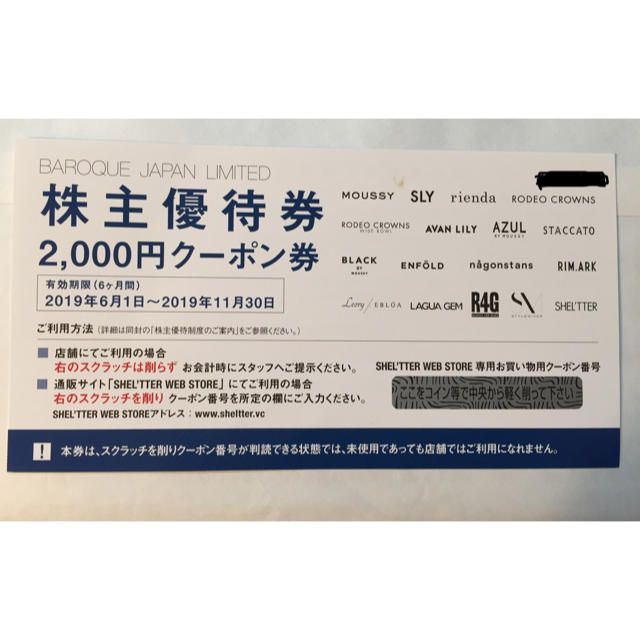 BAROQUE JAPAN LIMITED
株主優待券
2,000円クーポン券
有効期限(6ヶ月間)
2019年6月1日～2019年11月30日
MOUSSY SLY rienda RODEO CROWNS
RODEO CROWNS WIDE BOWL AVAN LILY AZUL BY MOUSSY STACCATO
BLACK BY MOUSSY ENFÖLD någonstans RIM.ARK
Leory / EBLOA LAGUA GEM R4G SM STYLEMIXER SHEL'TTER
ご利用方法 (詳細は同封の「株主優待制度のご案内」をご参照ください。)
■ 店舗にてご利用の場合
右のスクラッチは削らず お会計時にスタッフへご提示ください。
■ 通販サイト「SHEL'TTER WEB STORE」にてご利用の場合
右のスクラッチを削り クーポン番号を所定の欄にご入力ください。
SHEL'TTER WEB STOREアドレス：www.sheltter.vc
SHEL'TTER WEB STORE 専用お買い物用クーポン番号
ここをコイン等で中央から軽く削って下さい
! 本券は、スクラッチを削りクーポン番号が判読できる状態では、未使用であっても店舗ではご利用になれません。